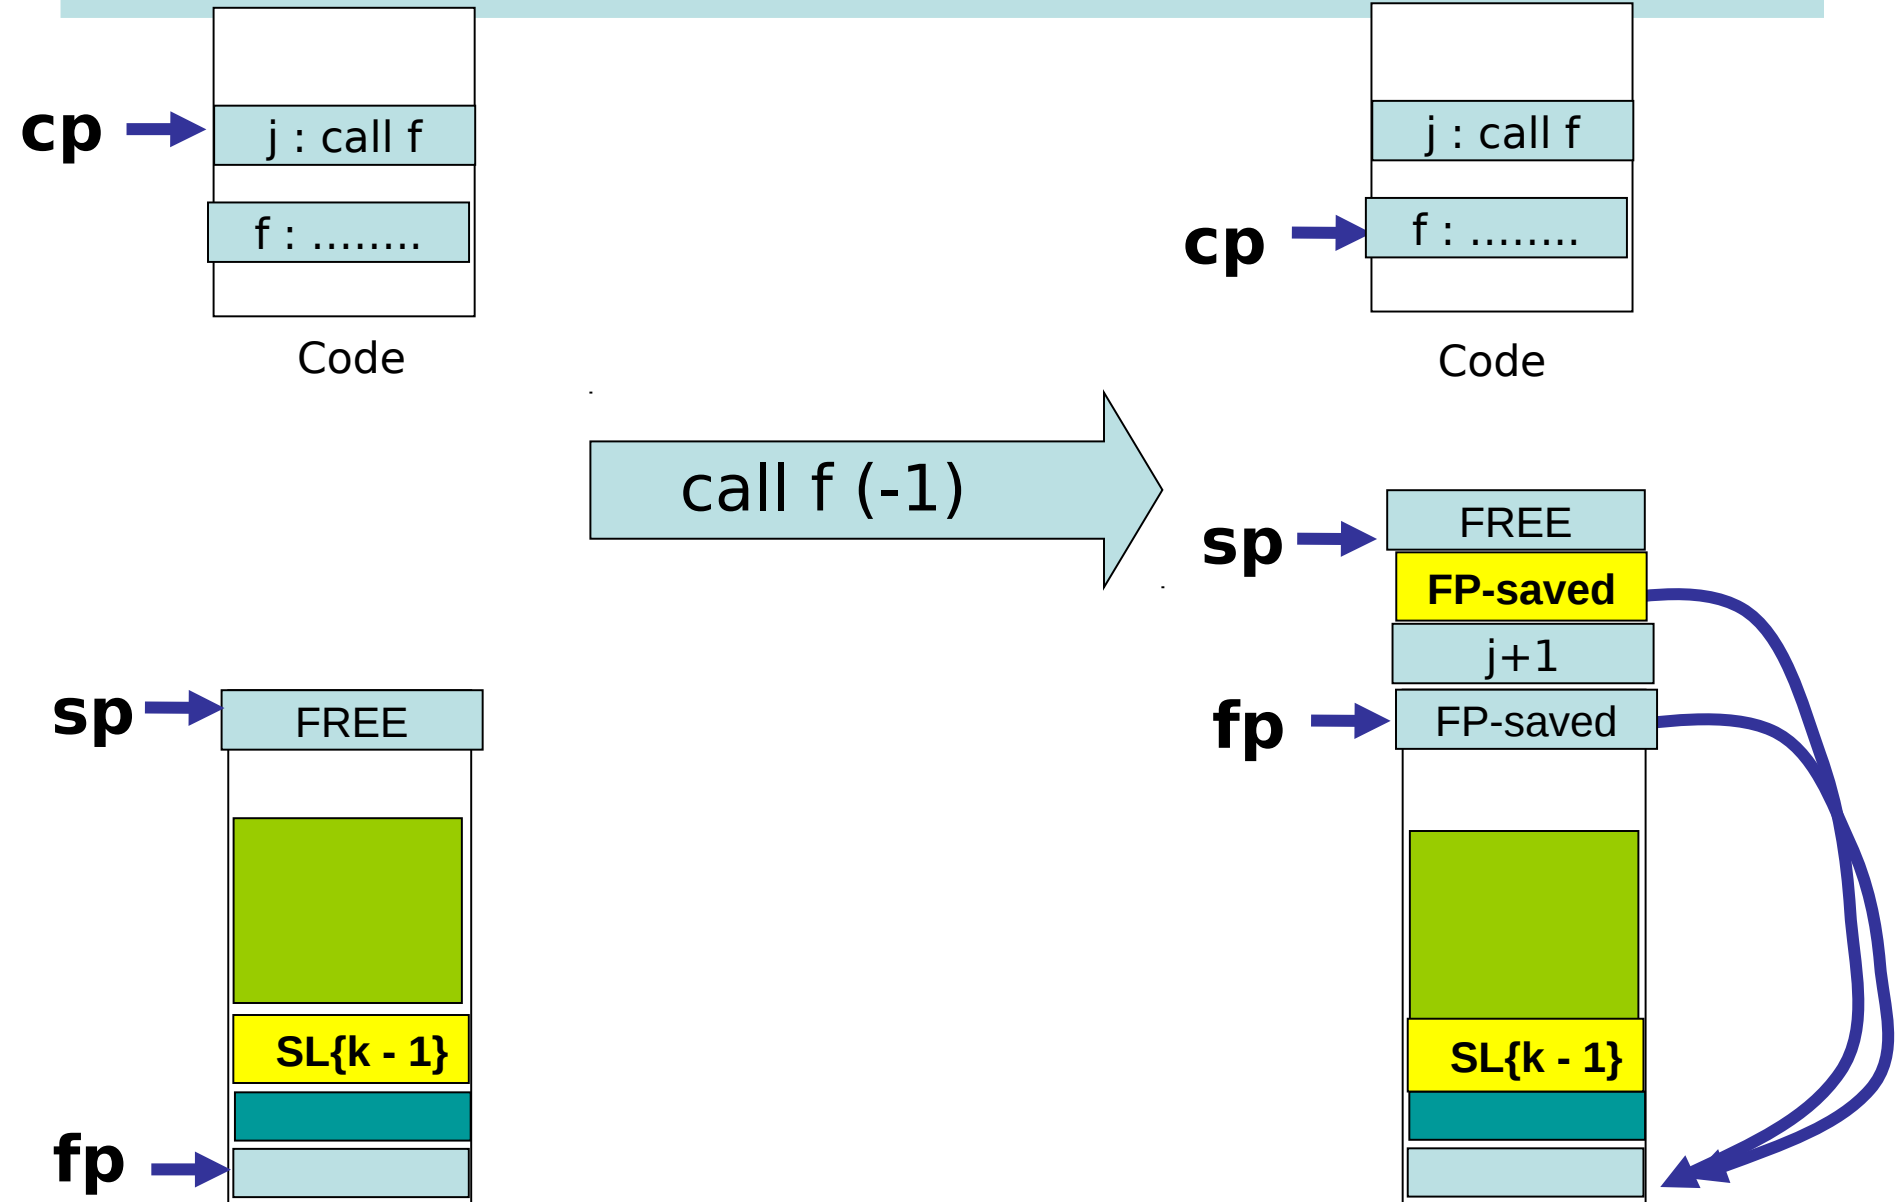 cp
j : call f
f : ........
Code
j : call f
cp
f : ........
Code
call f (-1)
sp
FREE
SL{k - 1}
fp
sp
FREE
FP-saved
j+1
fp
FP-saved
SL{k - 1}